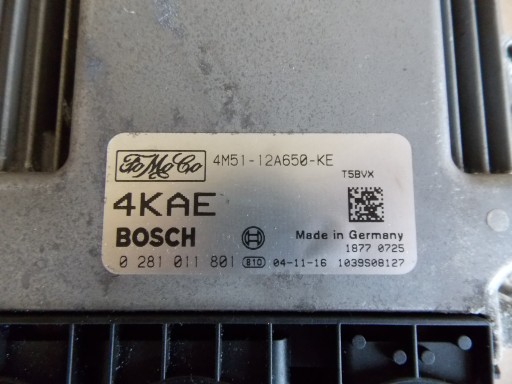 FoMoCo 4M51-12A650-KE
T5BVX
4KAE
BOSCH Made in Germany
1877 0725
0 281 011 801 810 04-11-16 1039S08127